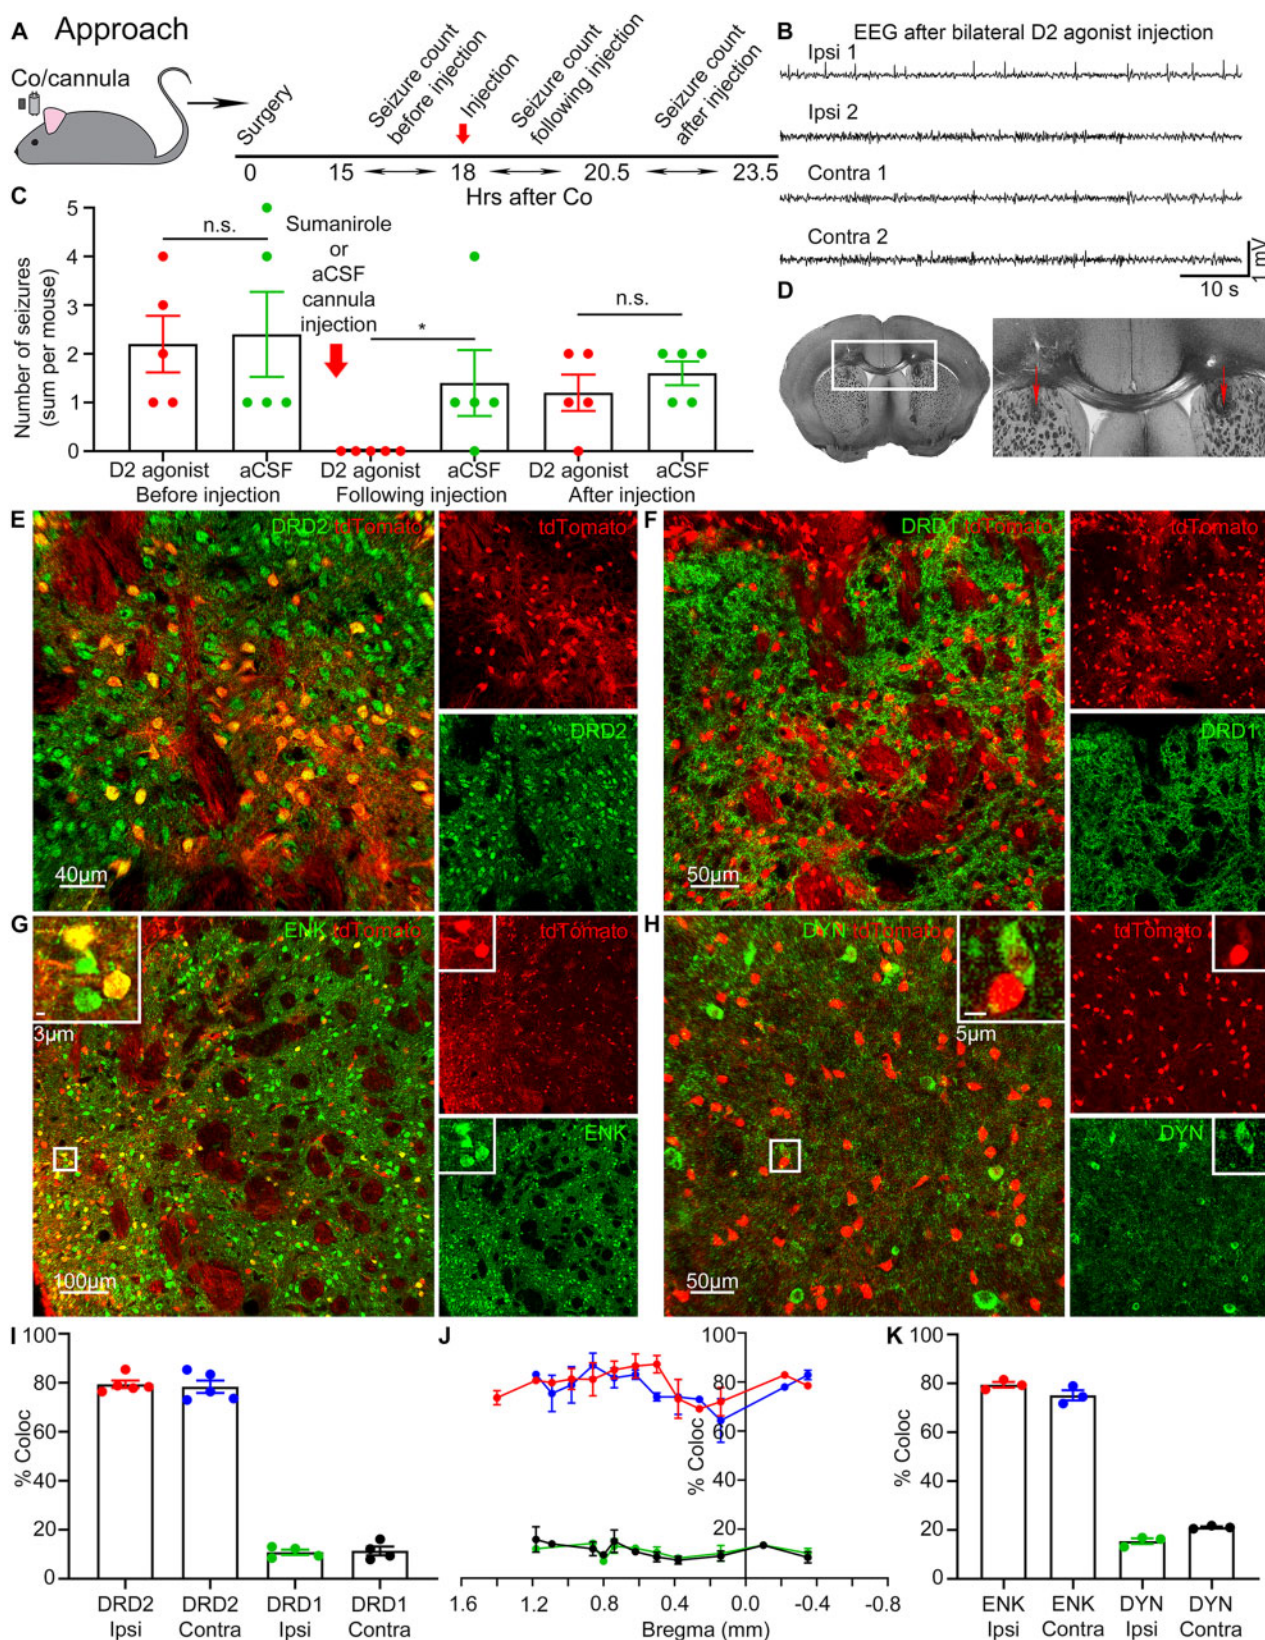 A Approach
Co/cannula
Surgery
Seizure count
before injection
Injection
Seizure count
following injection
Seizure count
after injection
0 15 18 20.5 23.5
Hrs after Co
B EEG after bilateral D2 agonist injection
Ipsi 1
Ipsi 2
Contra 1
Contra 2
1 mV
10 s
C
Number of seizures
(sum per mouse)
5
4
3
2
1
0
n.s.
Sumanirole
or
aCSF
cannula
injection
*
n.s.
D2 agonist aCSF D2 agonist aCSF D2 agonist aCSF
Before injection Following injection After injection
D
E DRD2 tdTomato
40µm
tdTomato
DRD2
F DRD1 tdTomato
50µm
tdTomato
DRD1
G ENK tdTomato
3µm
100µm
tdTomato
ENK
H DYN tdTomato
5µm
50µm
tdTomato
DYN
I
% Coloc
100
80
60
40
20
0
DRD2 DRD2 DRD1 DRD1
Ipsi Contra Ipsi Contra
J
% Coloc
100
80
60
40
20
0
1.6 1.2 0.8 0.4 0.0 -0.4 -0.8
Bregma (mm)
K
% Coloc
100
80
60
40
20
0
ENK ENK DYN DYN
Ipsi Contra Ipsi Contra